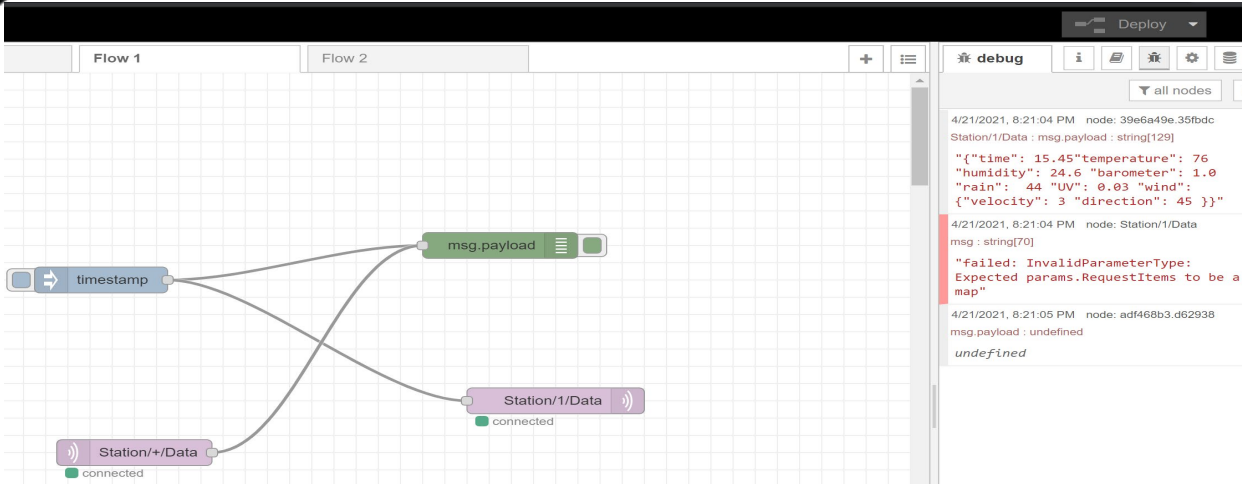 Deploy
Flow 1
Flow 2
debug
all nodes
4/21/2021, 8:21:04 PM node: 39e6a49e.35fbdc
Station/1/Data : msg.payload : string[129]
"{"time": 15.45"temperature": 76
"humidity": 24.6 "barometer": 1.0
"rain":  44 "UV": 0.03 "wind":
{"velocity": 3 "direction": 45 }}"
4/21/2021, 8:21:04 PM node: Station/1/Data
msg : string[70]
"failed: InvalidParameterType:
Expected params.RequestItems to be a
map"
4/21/2021, 8:21:05 PM node: adf468b3.d62938
msg.payload : undefined
undefined
msg.payload
timestamp
Station/1/Data
connected
Station/+/Data
connected